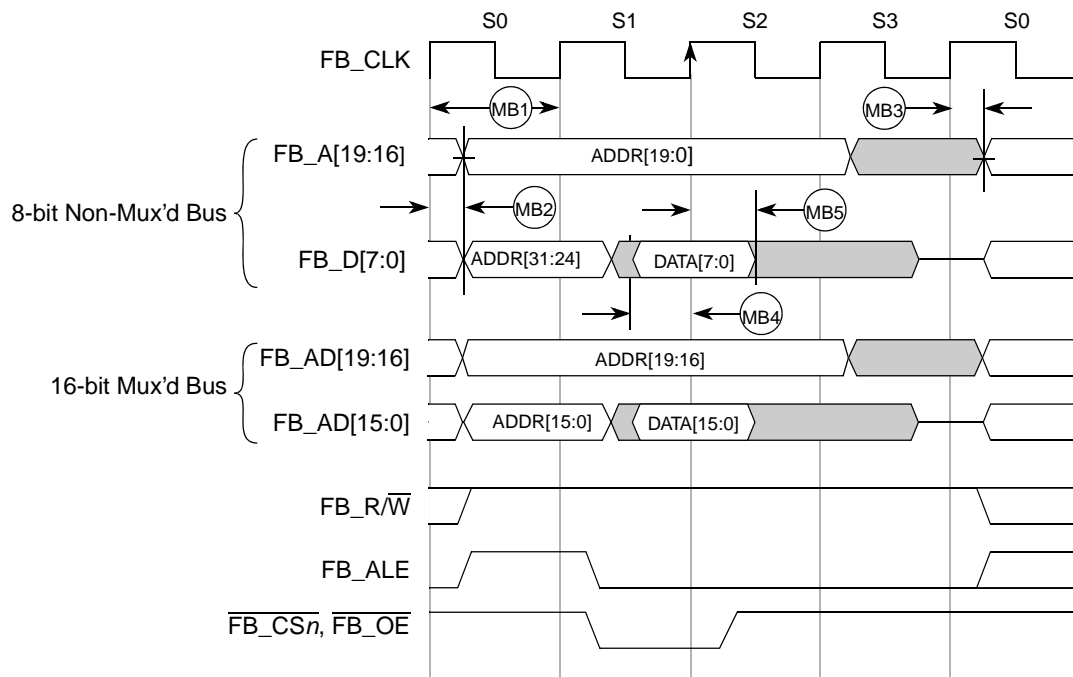 S0 S1 S2 S3 S0
FB_CLK
MB1 MB3
FB_A[19:16] ADDR[19:0]
8-bit Non-Mux'd Bus
MB2 MB5
FB_D[7:0] ADDR[31:24] DATA[7:0]
MB4
FB_AD[19:16] ADDR[19:16]
16-bit Mux'd Bus
FB_AD[15:0] ADDR[15:0] DATA[15:0]
FB_R/W̅
FB_ALE
F̅B̅_̅C̅S̅n̅, F̅B̅_̅O̅E̅